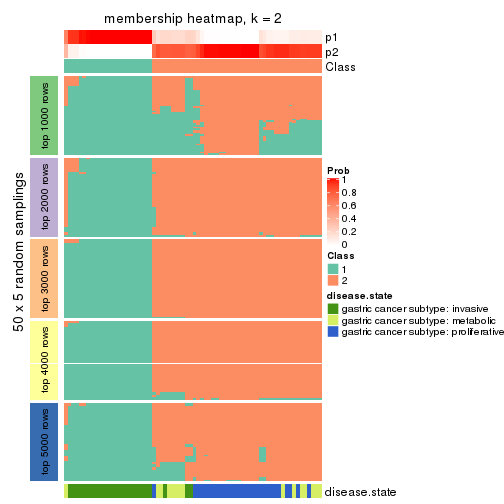 membership heatmap, k = 2
p1
p2
Class
50 x 5 random samplings
top 1000 rows
top 2000 rows
top 3000 rows
top 4000 rows
top 5000 rows
Prob
1
0.8
0.6
0.4
0.2
0
Class
1
2
disease.state
gastric cancer subtype: invasive
gastric cancer subtype: metabolic
gastric cancer subtype: proliferative
disease.state